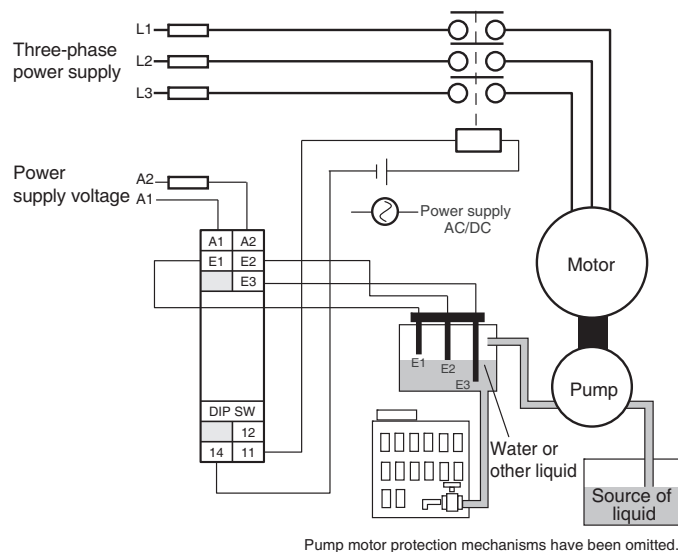 L1
Three-phase
power supply
L2
L3
Power
supply voltage
A2
A1
Power supply
AC/DC
A1 A2
E1 E2
E3
Motor
E1
E2
E3
Pump
DIP SW
12
14 11
Water or
other liquid
Source of
liquid
Pump motor protection mechanisms have been omitted.